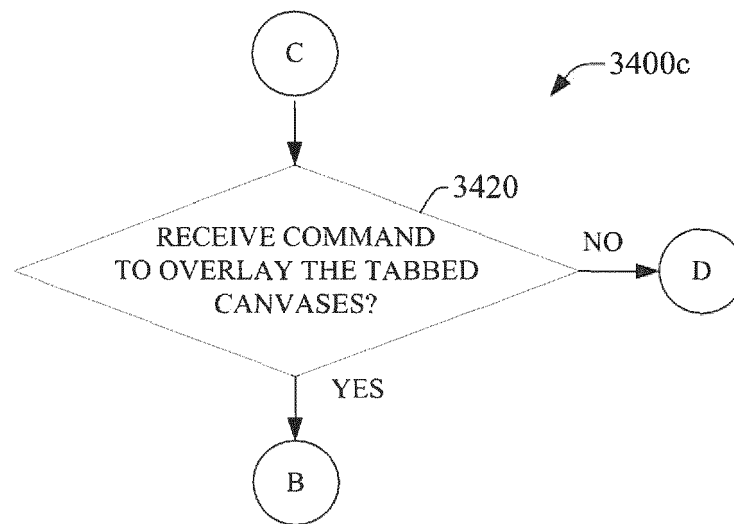 C
3400c
3420
RECEIVE COMMAND
TO OVERLAY THE TABBED
CANVASES?
NO
D
YES
B